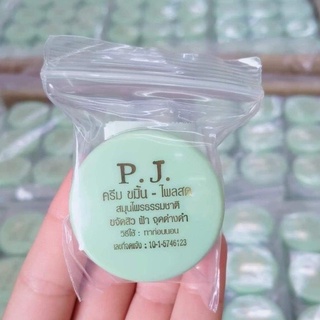 P.J.
ครีม ขมิ้น - ไพลสด
สมุนไพรธรรมชาติ
ขจัดสิว ฝ้า จุดด่างดำ
วิธีใช้ : ทาก่อนนอน
เลขที่จดแจ้ง : 10-1-5746123